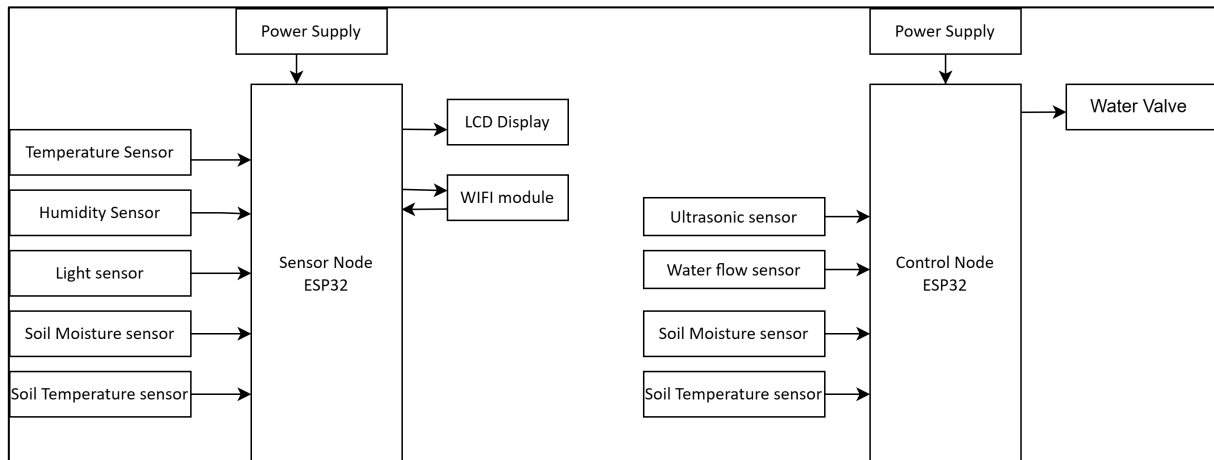 Power Supply
Temperature Sensor
Humidity Sensor
Light sensor
Soil Moisture sensor
Soil Temperature sensor
Sensor Node
ESP32
LCD Display
WIFI module
Power Supply
Ultrasonic sensor
Water flow sensor
Soil Moisture sensor
Soil Temperature sensor
Control Node
ESP32
Water Valve